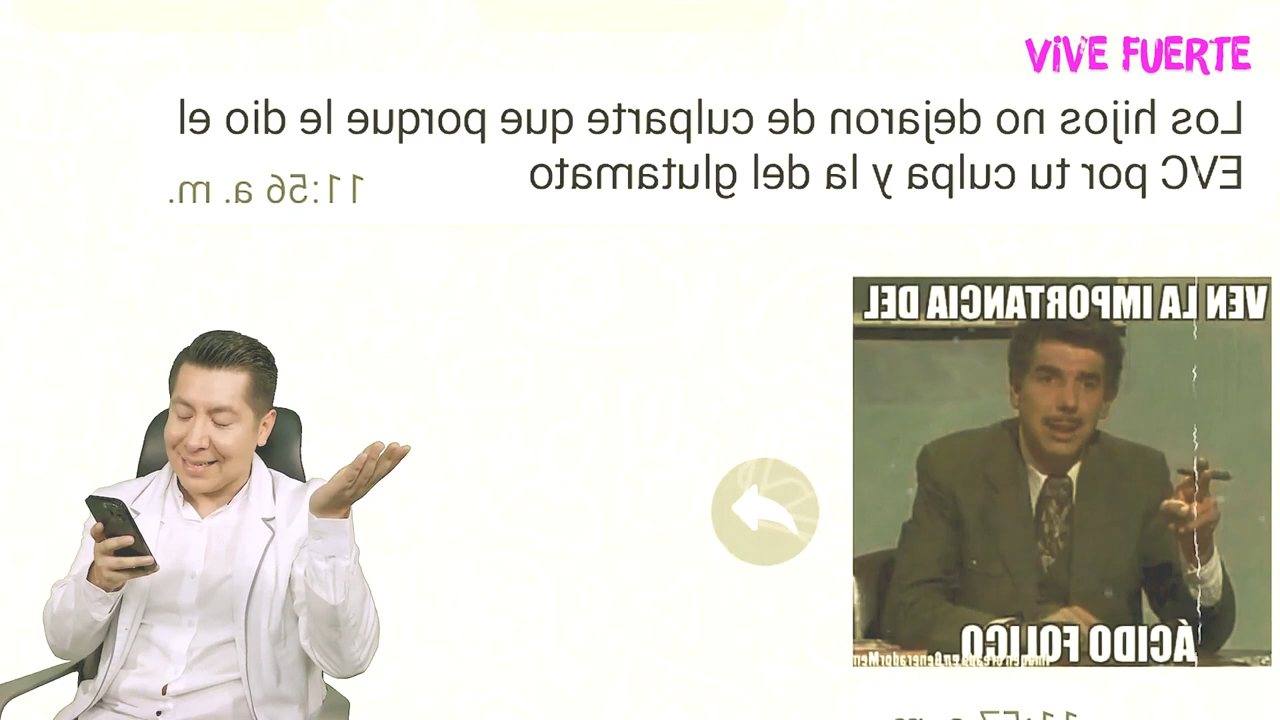 VIVE FUERTE
Los hijos no dejaron de culparte que porque le dio el
EVC por tu culpa y la del glutamato
11:56 a. m.
VEN LA IMPORTANCIA DEL
ÁCIDO FOLICO